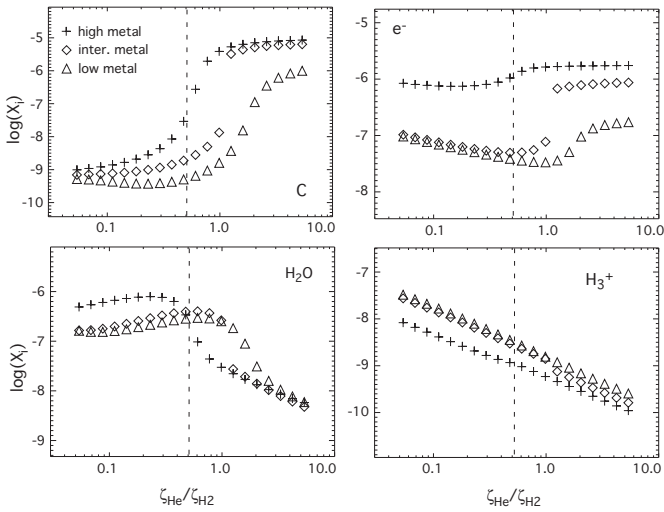 -5
-6
-7
-8
-9
-10
log(Xi)
+ high metal
◇ inter. metal
△ low metal
C
0.1
1.0
10.0
-5
-6
-7
-8
e-
0.1
1.0
10.0
-6
-7
-8
-9
log(Xi)
H2O
0.1
1.0
10.0
ζHe/ζH2
-7
-8
-9
-10
H3+
0.1
1.0
10.0
ζHe/ζH2